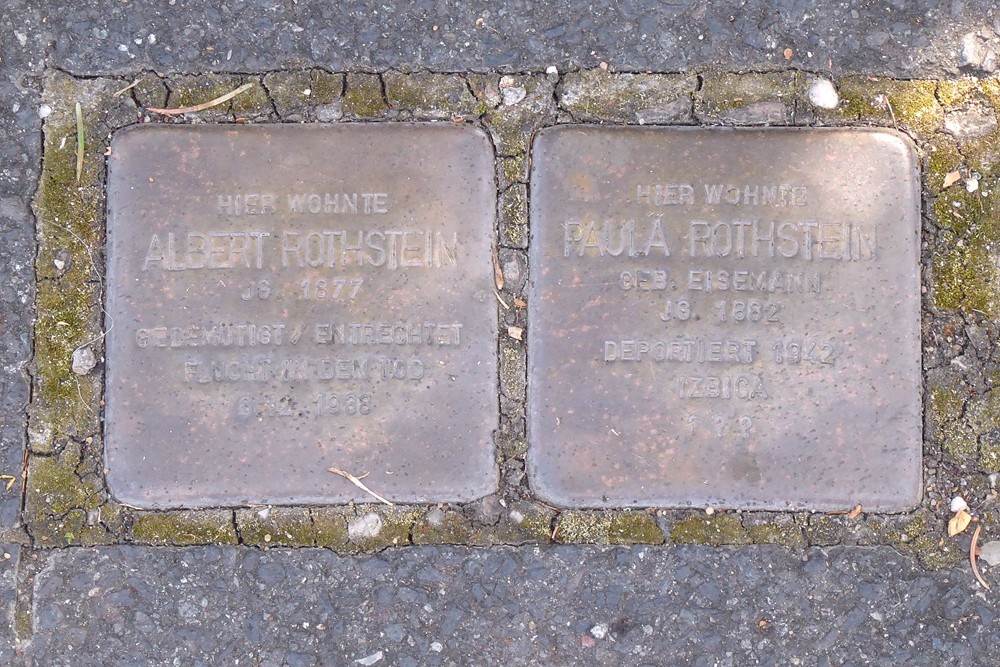 HIER WOHNTE
ALBERT ROTHSTEIN
JG. 1877
GEDEMÜTIGT / ENTRECHTET
FLUCHT IN DEN TOD
1938
HIER WOHNTE
PAULA ROTHSTEIN
GEB. EISEMANN
JG. 1882
DEPORTIERT 1942
IZBICA
? ? ?